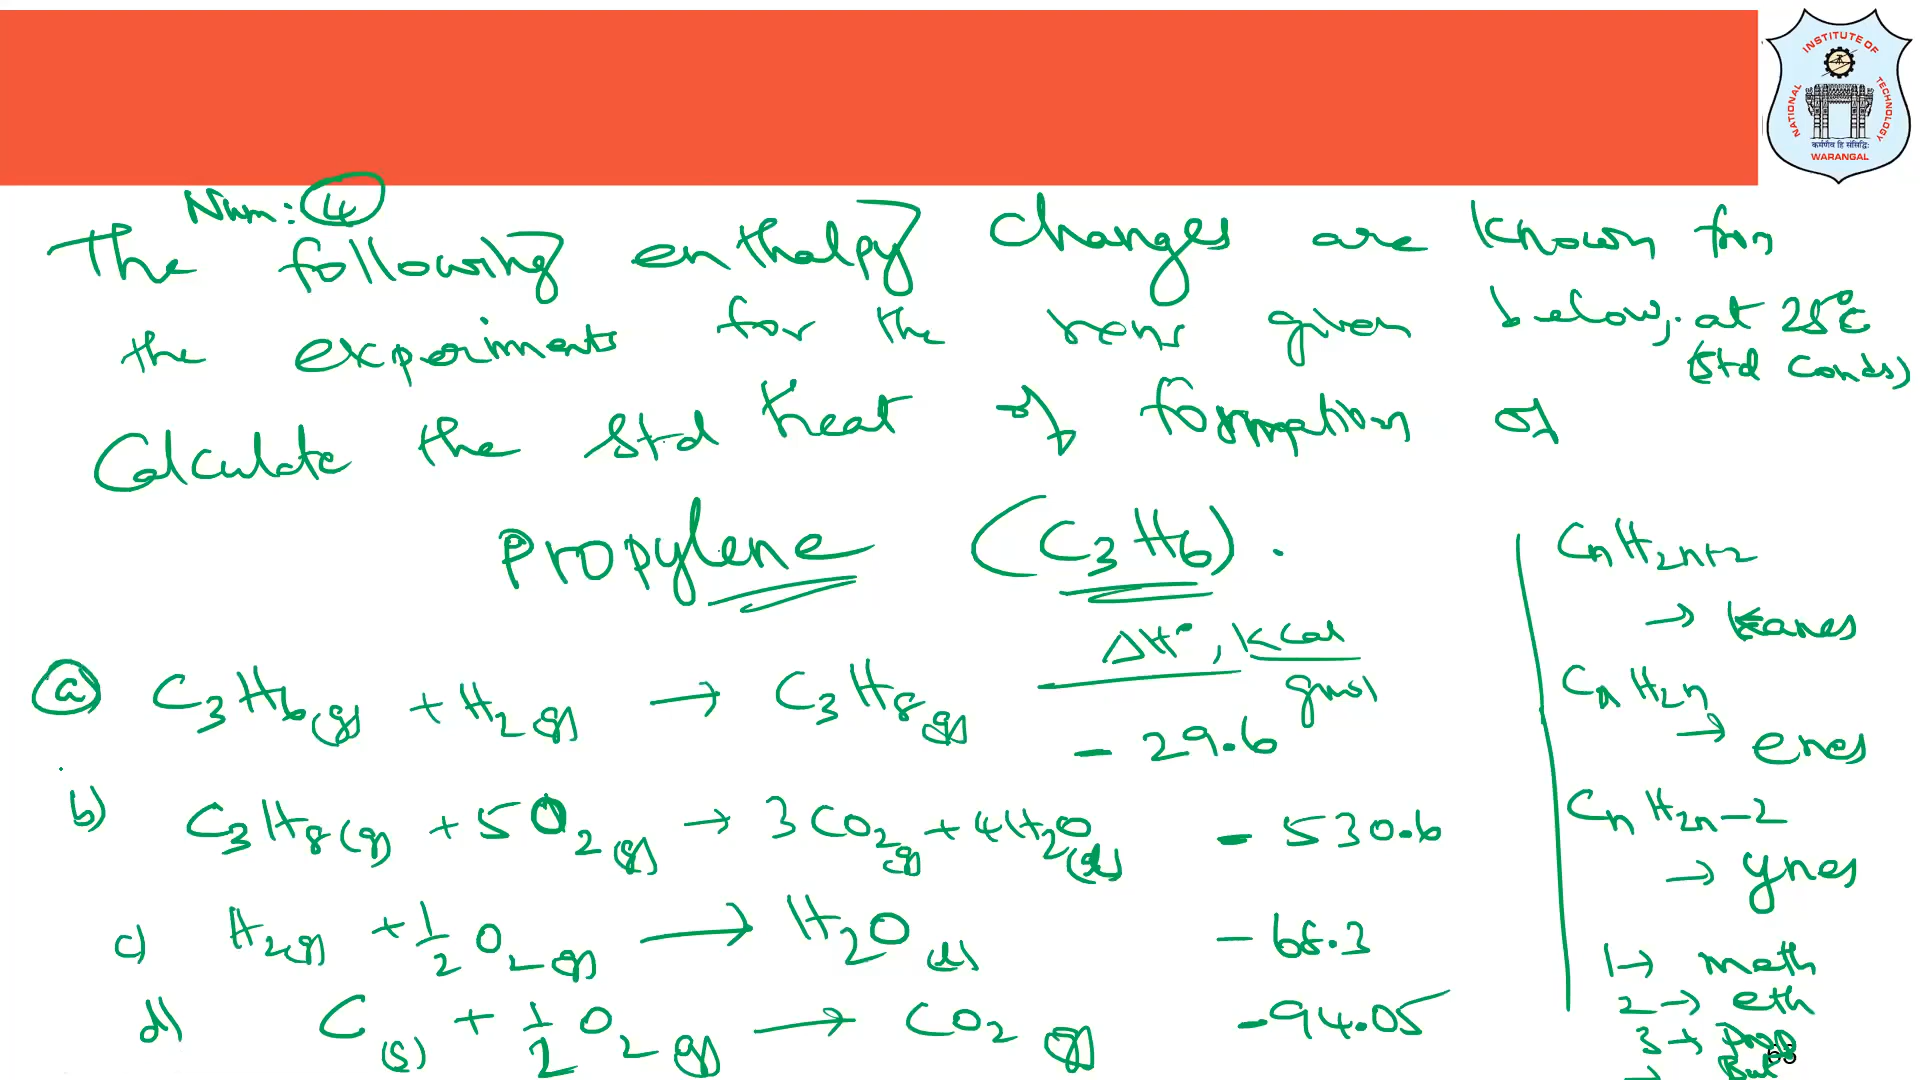 NATIONAL INSTITUTE OF TECHNOLOGY
कर्मणैव हि संसिद्धिः
WARANGAL
Num: 4
The following enthalpy changes are known from
the experiments for the rxns given below, at 25°C
(Std Conds)
Calculate the std heat of formation of
Propylene (C3H6).
ΔH°, Kcal/gmol
a) C3H6(g) + H2(g) → C3H8(g) - 29.6
b) C3H8(g) + 5O2(g) → 3CO2(g) + 4H2O(l) - 530.6
c) H2(g) + 1/2 O2(g) → H2O(l) - 68.3
d) C(s) + 1/2 O2(g) → CO2(g) - 94.05
CnH2n+2
→ anes
CnH2n
→ enes
CnH2n-2
→ ynes
1 → meth
2 → eth
3 → Prop
→ But